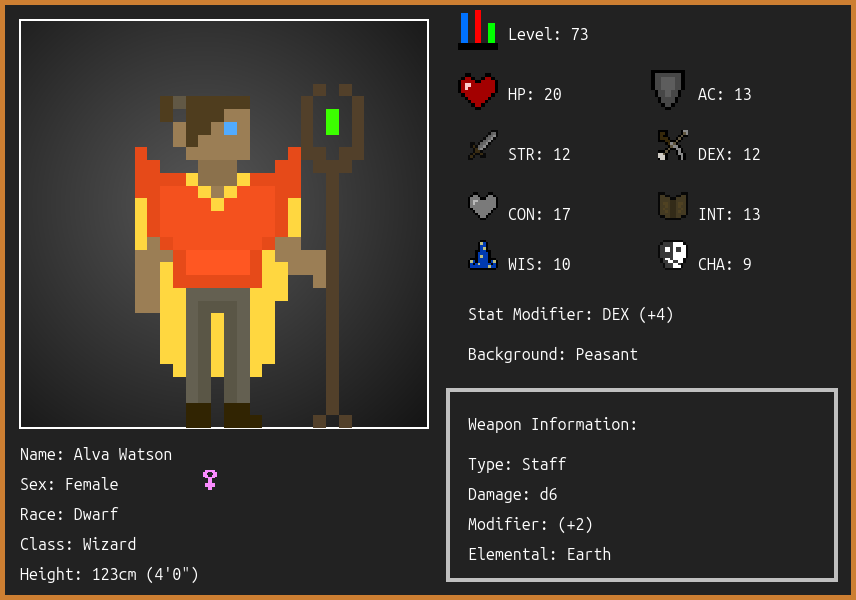 Level: 73
HP: 20
AC: 13
STR: 12
DEX: 12
CON: 17
INT: 13
WIS: 10
CHA: 9
Stat Modifier: DEX (+4)
Background: Peasant
Weapon Information:
Type: Staff
Damage: d6
Modifier: (+2)
Elemental: Earth
Name: Alva Watson
Sex: Female
Race: Dwarf
Class: Wizard
Height: 123cm (4'0")